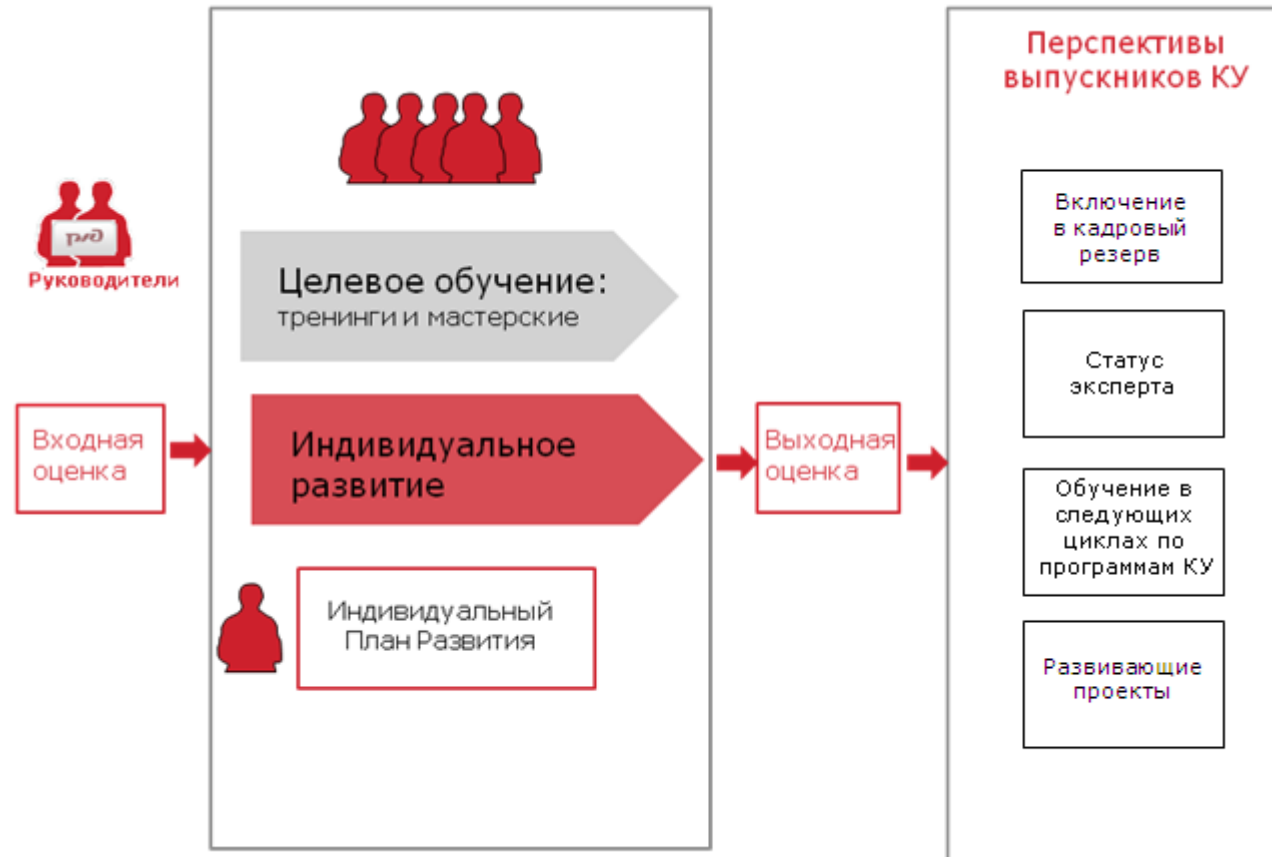 Перспективы
выпускников КУ
Руководители
Целевое обучение:
тренинги и мастерские
Входная
оценка
Индивидуальное
развитие
Индивидуальный
План Развития
Выходная
оценка
Включение
в кадровый
резерв
Статус
эксперта
Обучение в
следующих
циклах по
программам КУ
Развивающие
проекты